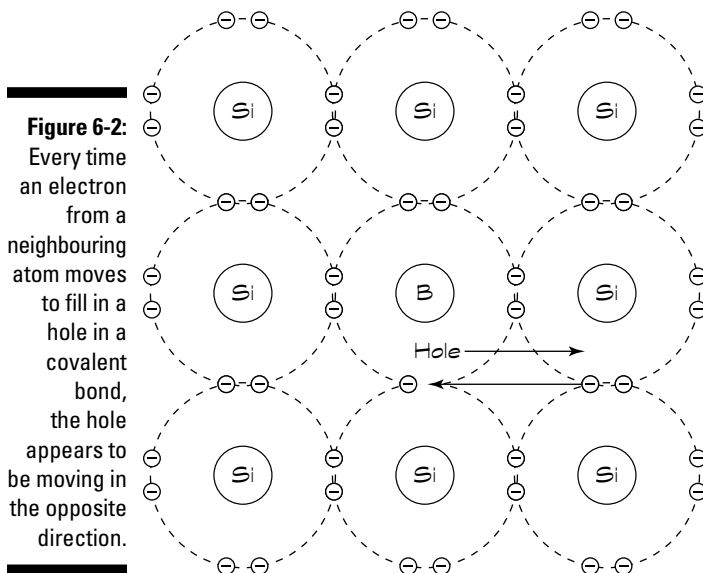 Figure 6-2:
Every time
an electron
from a
neighbouring
atom moves
to fill in a
hole in a
covalent
bond,
the hole
appears to
be moving in
the opposite
direction.
Si Si Si
Si B Si
Hole
Si Si Si